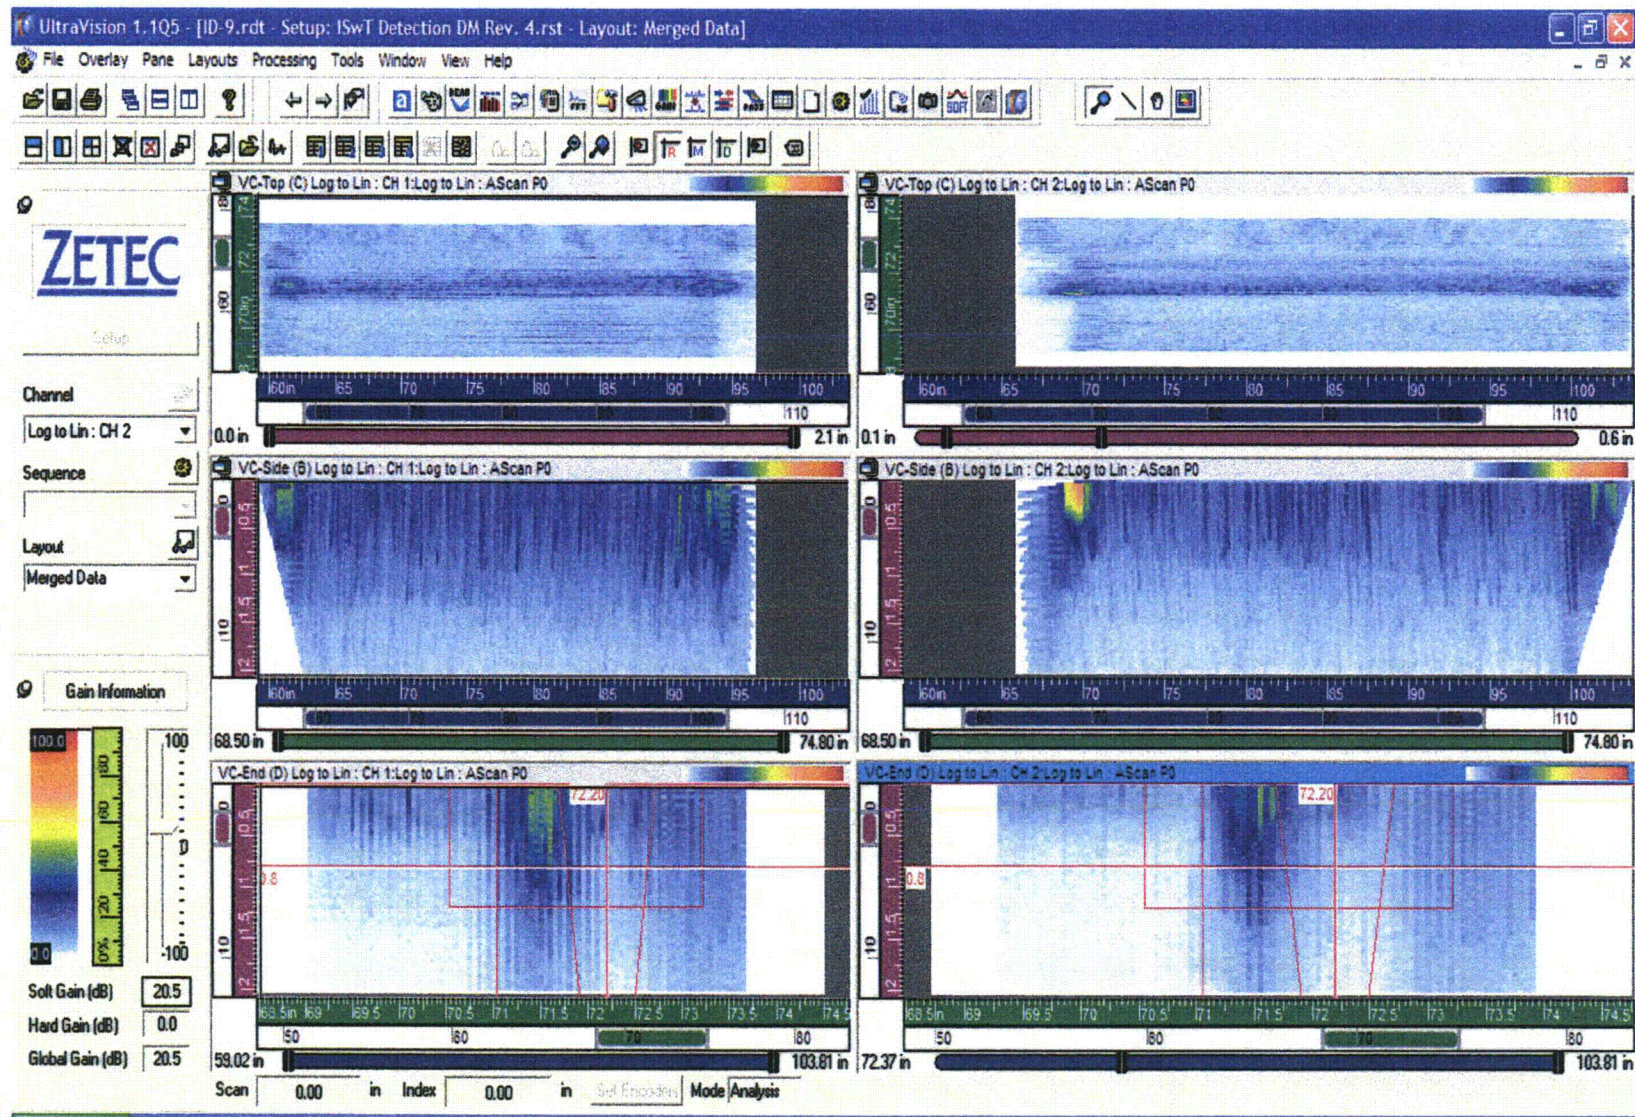 UltraVision 1.1Q5 - [ID-9.rdt - Setup: ISwT Detection DM Rev. 4.rst - Layout: Merged Data]
File Overlay Pane Layouts Processing Tools Window View Help
ZETEC
Setup
Channel
Log to Lin : CH 2
Sequence
Layout
Merged Data
Gain Information
100.0
0.0
80
60
40
20
0%
100
0
-100
Soft Gain (dB) 20.5
Hard Gain (dB) 0.0
Global Gain (dB) 20.5
VC-Top (C) Log to Lin : CH 1:Log to Lin : AScan P0
60in 65 70 75 80 85 90 95 100
110
0.0 in 2.1 in
VC-Top (C) Log to Lin : CH 2:Log to Lin : AScan P0
60in 65 70 75 80 85 90 95 100
110
0.1 in 0.6 in
VC-Side (B) Log to Lin : CH 1:Log to Lin : AScan P0
60in 65 70 75 80 85 90 95 100
110
68.50 in 74.80 in
VC-Side (B) Log to Lin : CH 2:Log to Lin : AScan P0
60in 65 70 75 80 85 90 95 100
110
68.50 in 74.80 in
VC-End (D) Log to Lin : CH 1:Log to Lin : AScan P0
72.20
0.8
68.5in 69 69.5 70 70.5 71 71.5 72 72.5 73 73.5 74 74.5
50 60 70 80
59.02 in 103.81 in
VC-End (D) Log to Lin : CH 2:Log to Lin : AScan P0
72.20
0.8
68.5in 69 69.5 70 70.5 71 71.5 72 72.5 73 73.5 74 74.5
50 60 70 80
72.37 in 103.81 in
Scan 0.00 in Index 0.00 in Set Encoders Mode Analysis